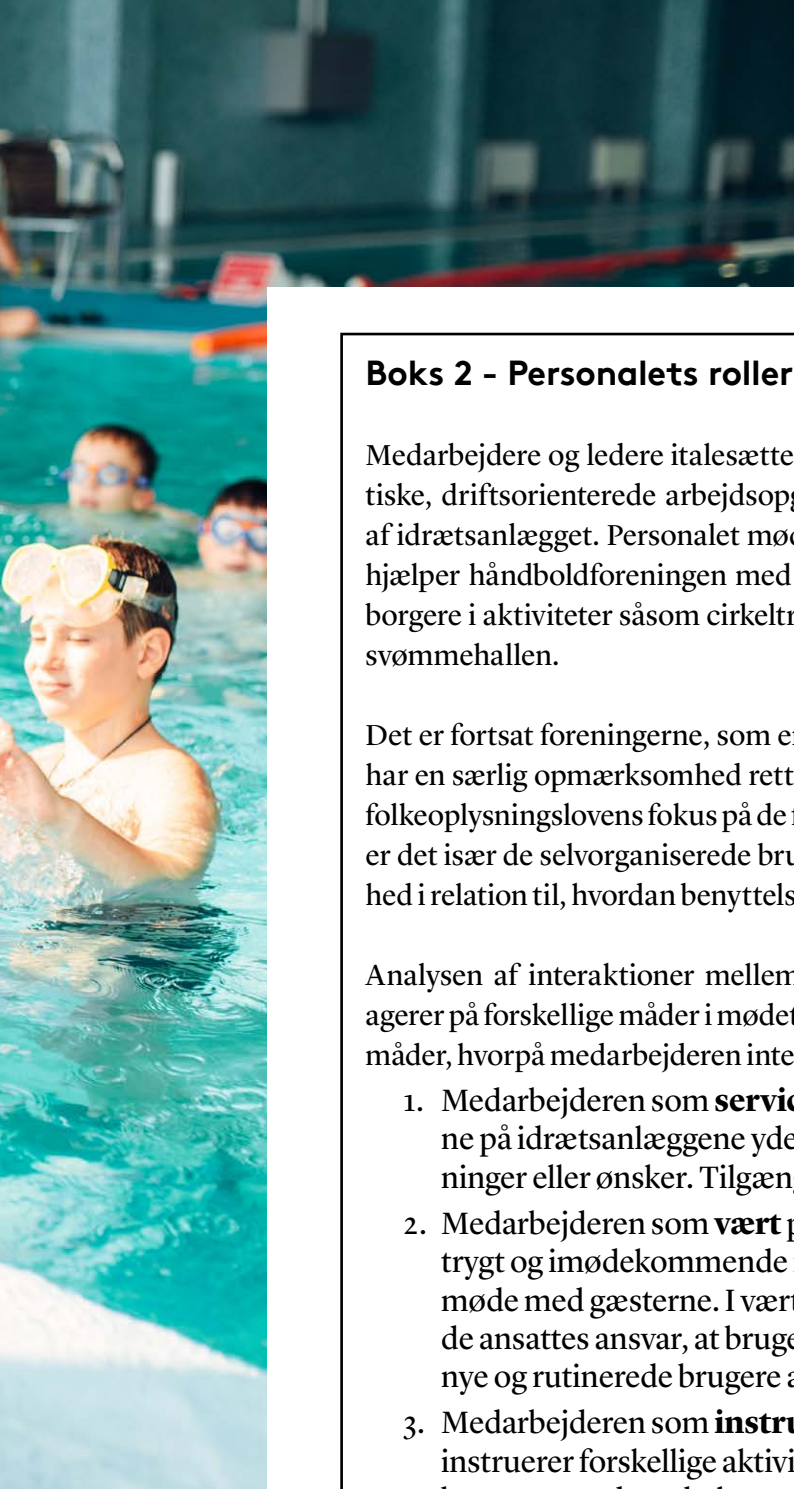 Boks 2 - Personalets roller
Medarbejdere og ledere italesætte
tiske, driftsorienterede arbejdsopg
af idrætsanlægget. Personalet mød
hjælper håndboldforeningen med
borgere i aktiviteter såsom cirkeltr
svømmehallen.
Det er fortsat foreningerne, som er
har en særlig opmærksomhed rett
folkeoplysningslovens fokus på de f
er det især de selvorganiserede bru
hed i relation til, hvordan benyttels
Analysen af interaktioner mellem
agerer på forskellige måder i mødet
måder, hvorpå medarbejderen inte
1. Medarbejderen som servic
ne på idrætsanlæggene yde
ninger eller ønsker. Tilgæng
2. Medarbejderen som vært p
trygt og imødekommende
møde med gæsterne. I vært
de ansattes ansvar, at bruge
nye og rutinerede brugere a
3. Medarbejderen som instru
instruerer forskellige aktivi